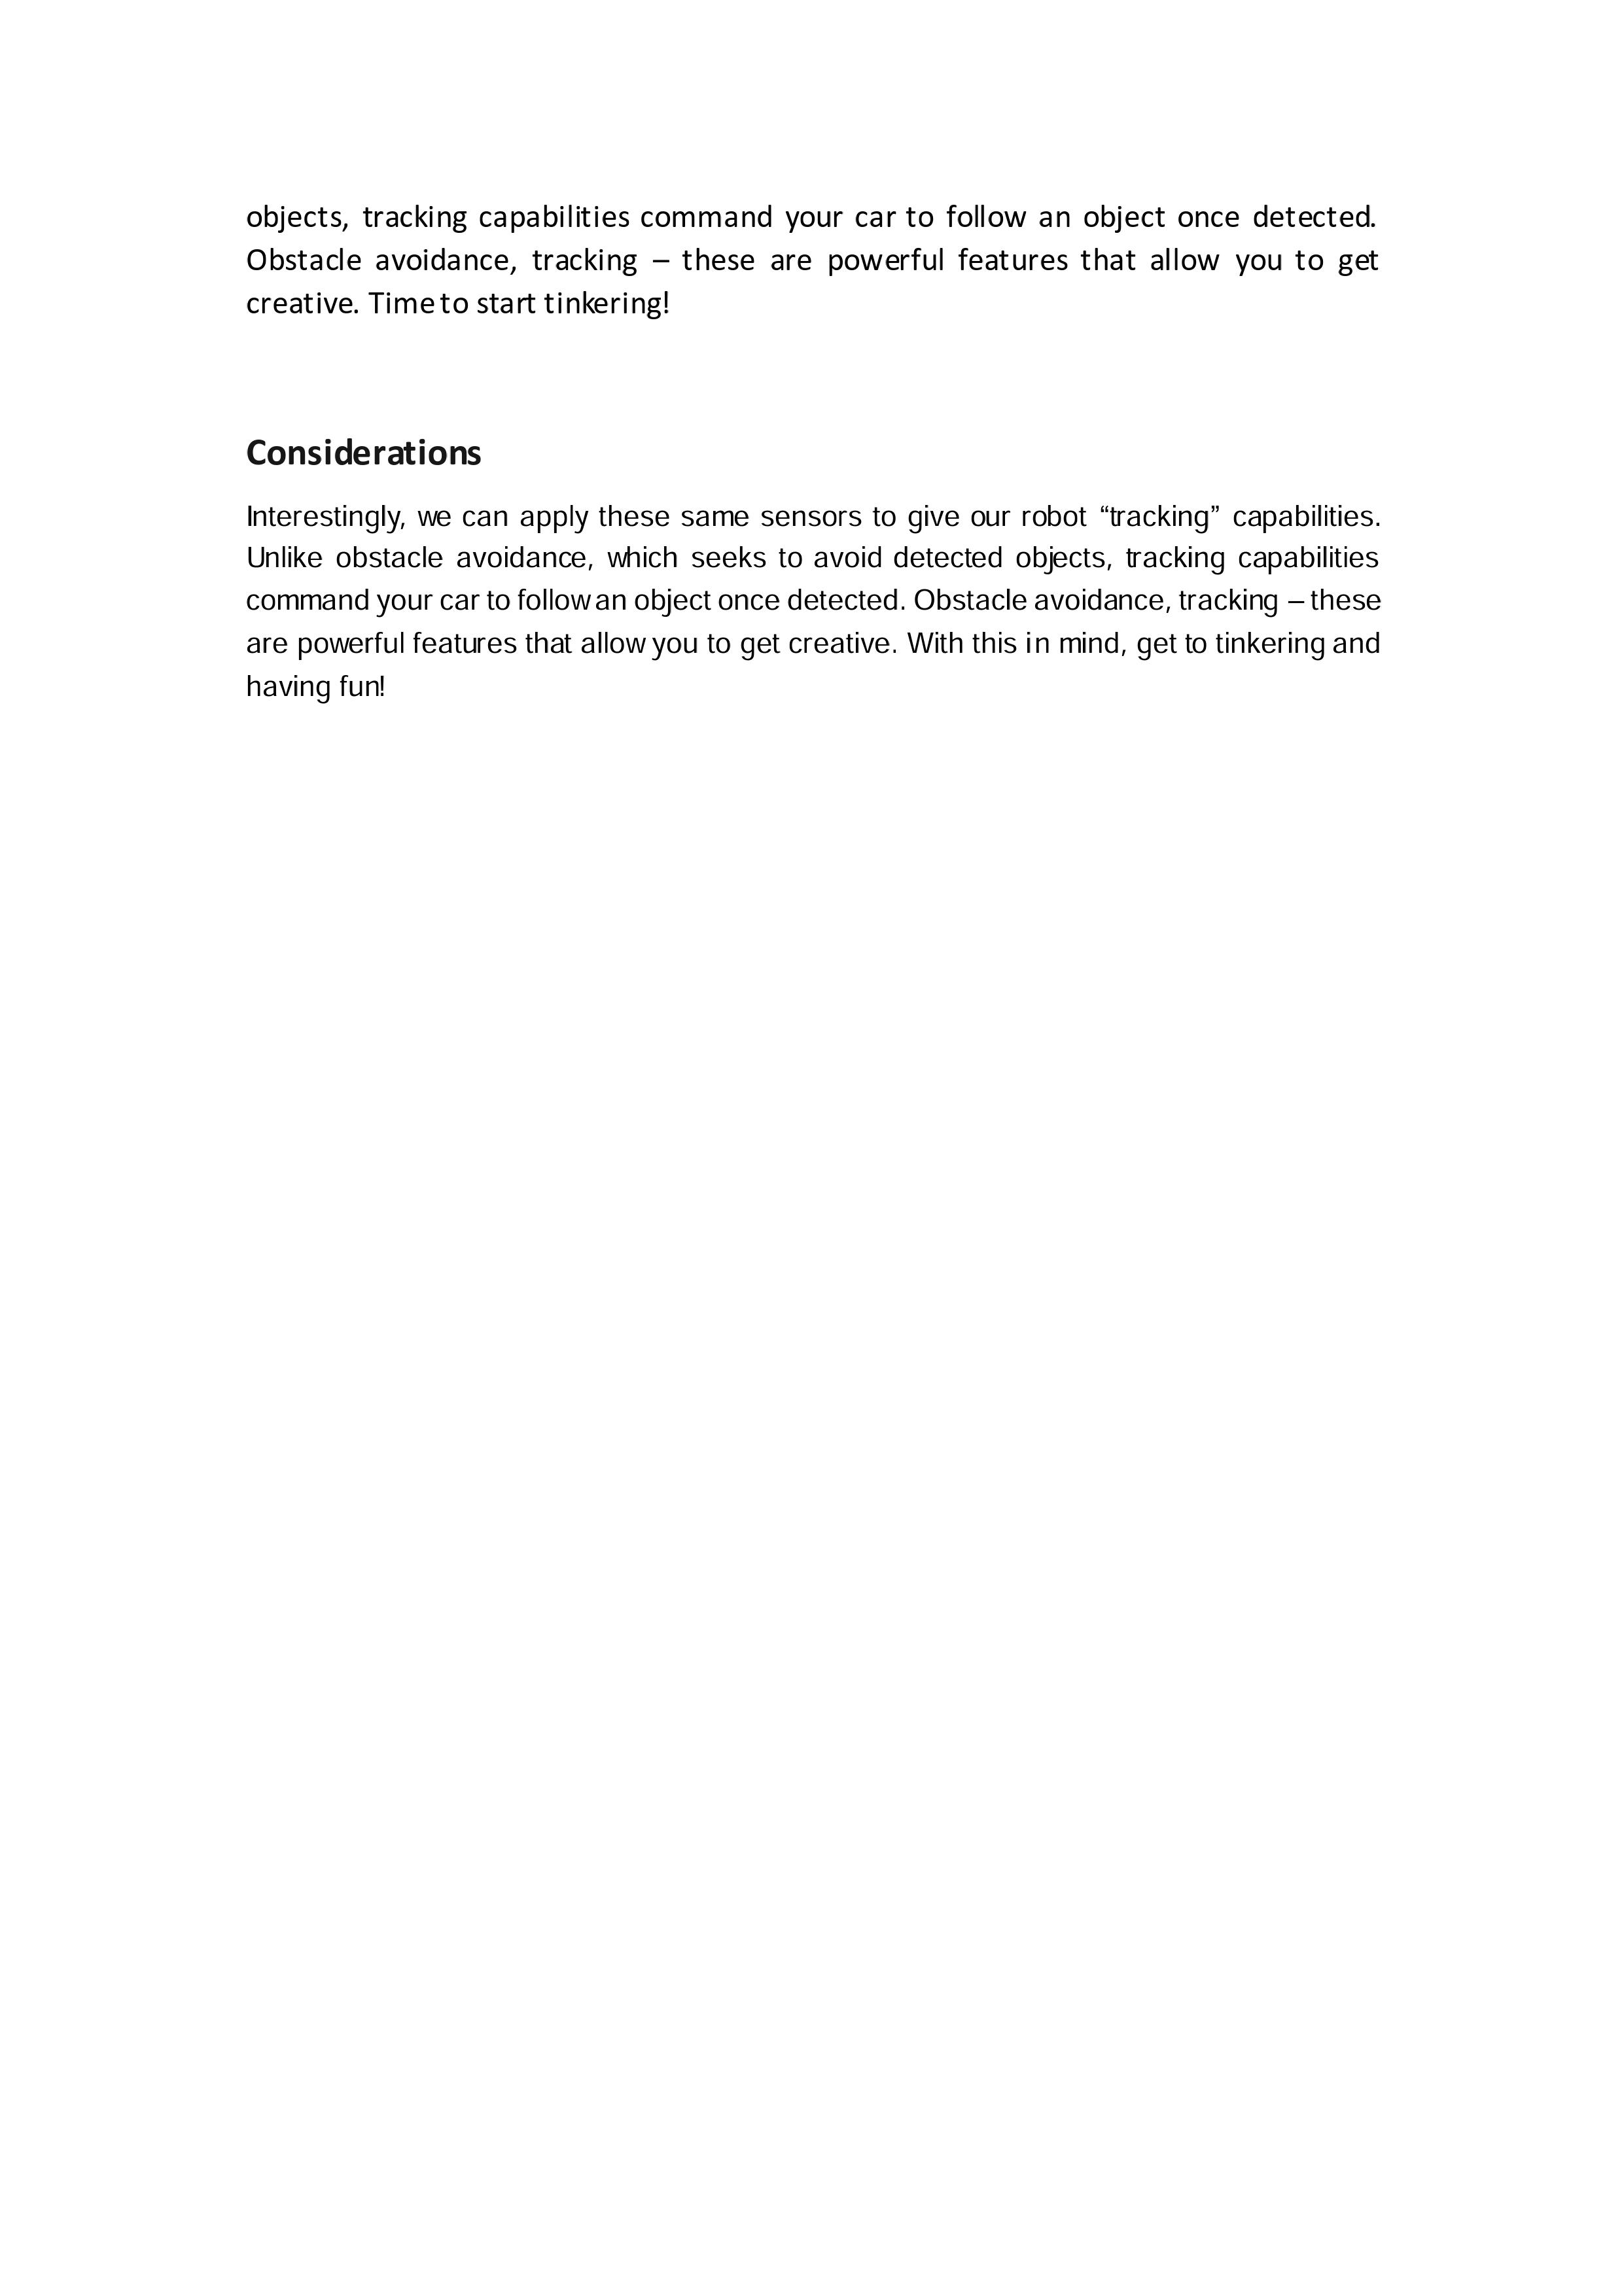 objects, tracking capabilities command your car to follow an object once detected.
Obstacle avoidance, tracking – these are powerful features that allow you to get
creative. Time to start tinkering!
Considerations
Interestingly, we can apply these same sensors to give our robot “tracking” capabilities.
Unlike obstacle avoidance, which seeks to avoid detected objects, tracking capabilities
command your car to follow an object once detected. Obstacle avoidance, tracking – these
are powerful features that allow you to get creative. With this in mind, get to tinkering and
having fun!